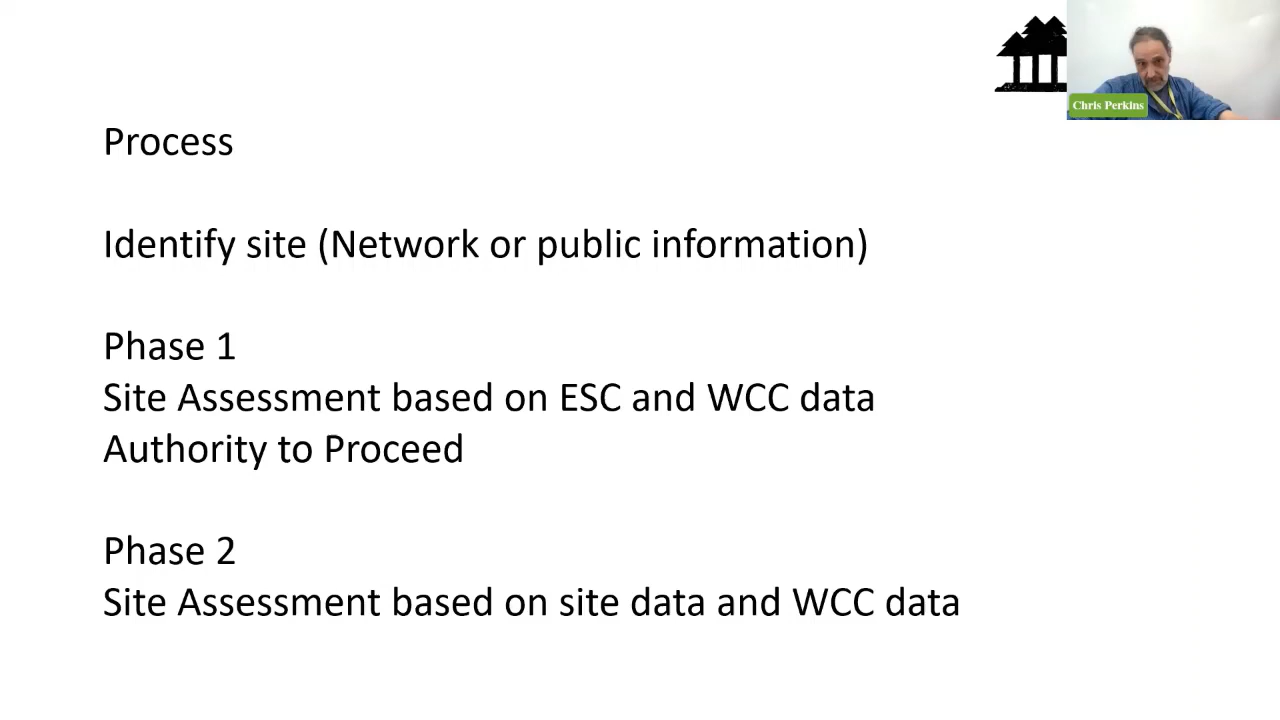 Chris Perkins
Process
Identify site (Network or public information)
Phase 1
Site Assessment based on ESC and WCC data
Authority to Proceed
Phase 2
Site Assessment based on site data and WCC data